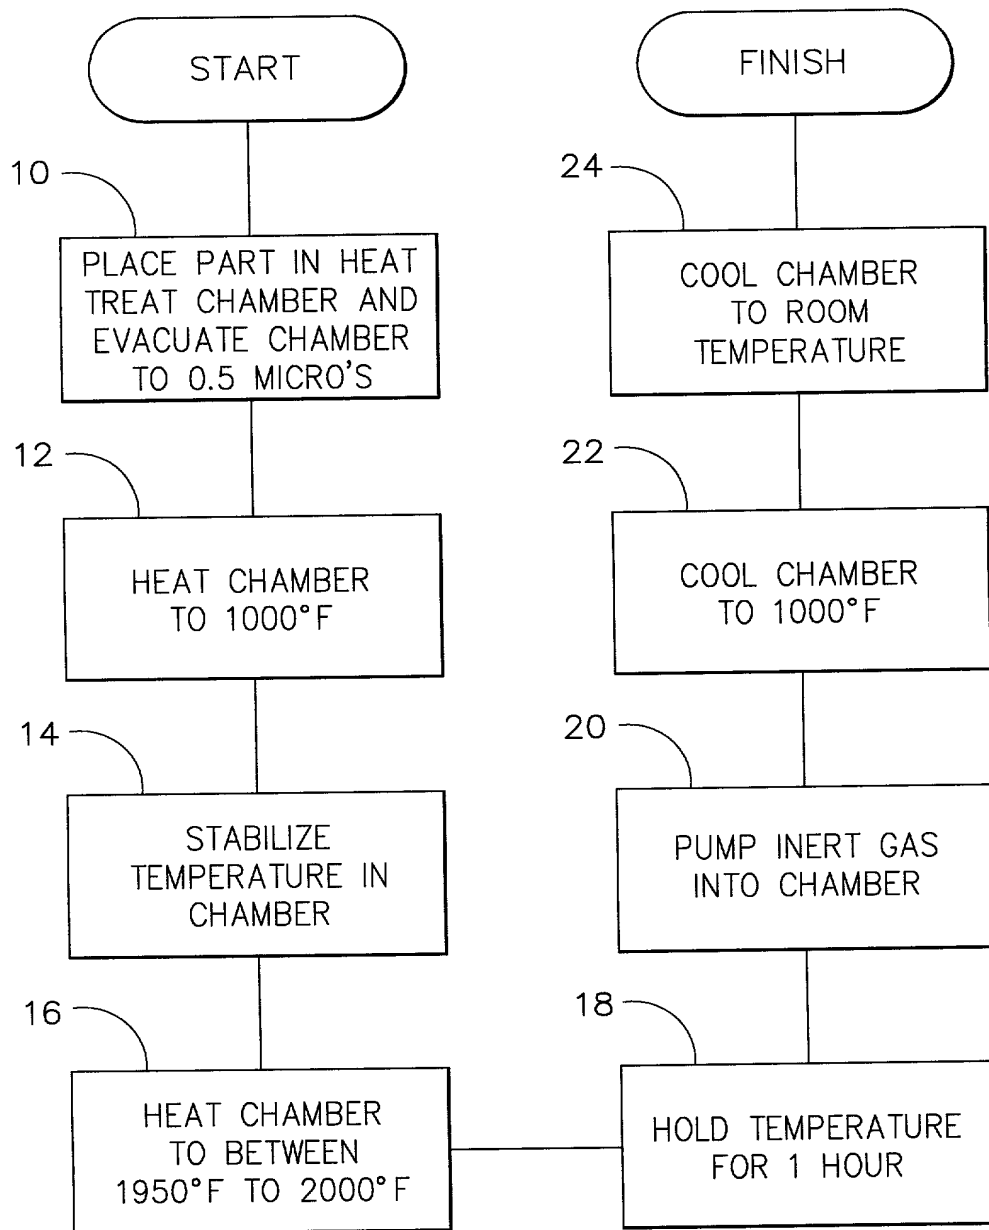 START
10
PLACE PART IN HEAT
TREAT CHAMBER AND
EVACUATE CHAMBER
TO 0.5 MICRO'S
12
HEAT CHAMBER
TO 1000°F
14
STABILIZE
TEMPERATURE IN
CHAMBER
16
HEAT CHAMBER
TO BETWEEN
1950°F TO 2000°F
18
HOLD TEMPERATURE
FOR 1 HOUR
20
PUMP INERT GAS
INTO CHAMBER
22
COOL CHAMBER
TO 1000°F
24
COOL CHAMBER
TO ROOM
TEMPERATURE
FINISH